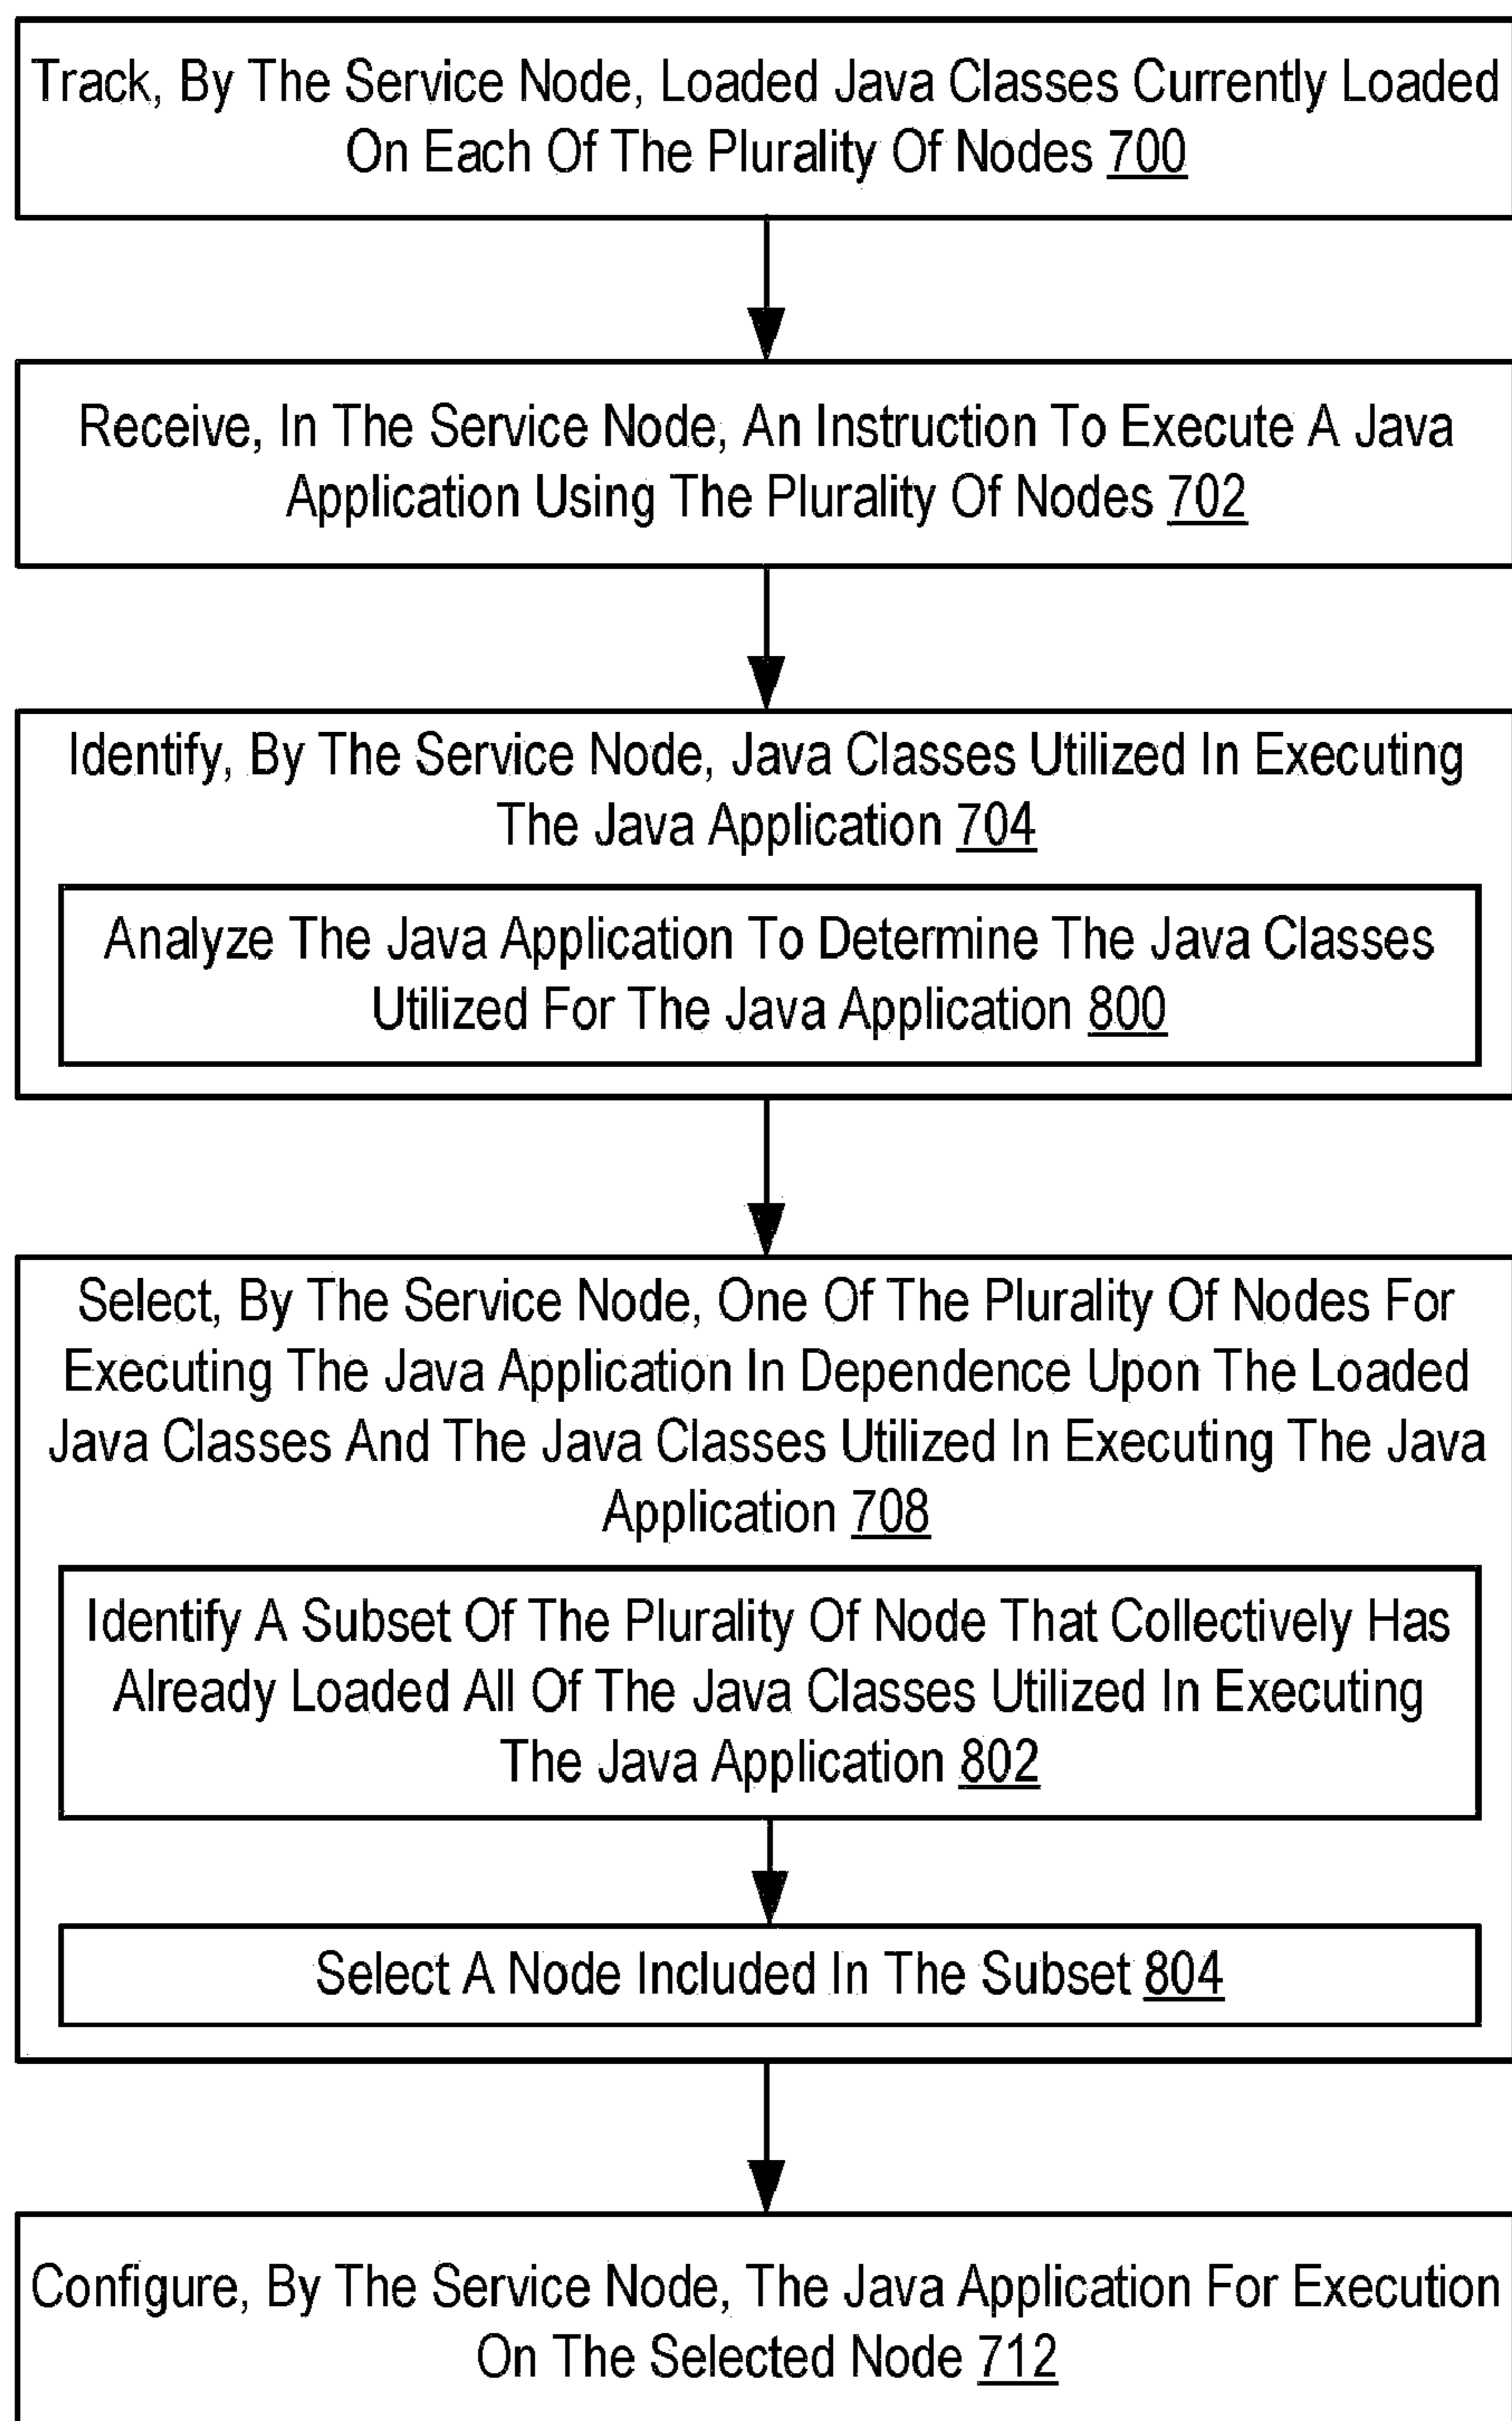 Track, By The Service Node, Loaded Java Classes Currently Loaded
On Each Of The Plurality Of Nodes 700
Receive, In The Service Node, An Instruction To Execute A Java
Application Using The Plurality Of Nodes 702
Identify, By The Service Node, Java Classes Utilized In Executing
The Java Application 704
Analyze The Java Application To Determine The Java Classes
Utilized For The Java Application 800
Select, By The Service Node, One Of The Plurality Of Nodes For
Executing The Java Application In Dependence Upon The Loaded
Java Classes And The Java Classes Utilized In Executing The Java
Application 708
Identify A Subset Of The Plurality Of Node That Collectively Has
Already Loaded All Of The Java Classes Utilized In Executing
The Java Application 802
Select A Node Included In The Subset 804
Configure, By The Service Node, The Java Application For Execution
On The Selected Node 712